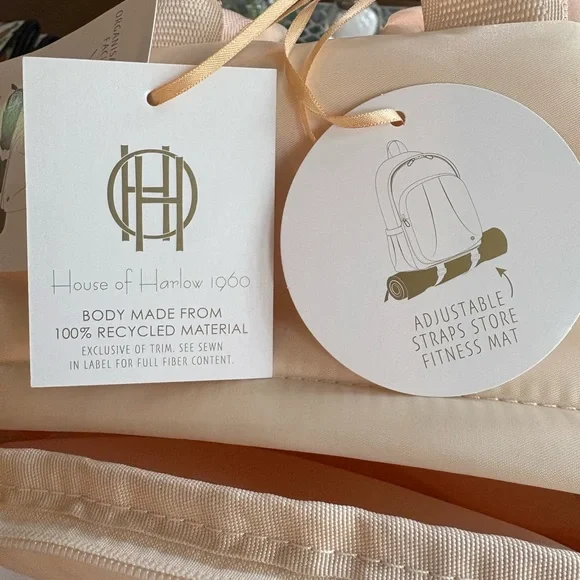 House of Harlow 1960
BODY MADE FROM
100% RECYCLED MATERIAL
EXCLUSIVE OF TRIM. SEE SEWN
IN LABEL FOR FULL FIBER CONTENT.
ADJUSTABLE
STRAPS STORE
FITNESS MAT